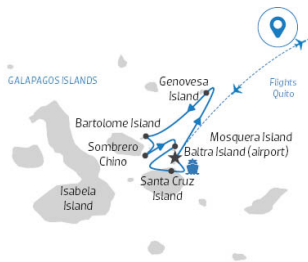 GALAPAGOS ISLANDS
Genovesa
Island
Flights
Quito
Bartolome Island
Mosquera Island
Baltra Island (airport)
Sombrero
Chino
Santa Cruz
Island
Isabela
Island